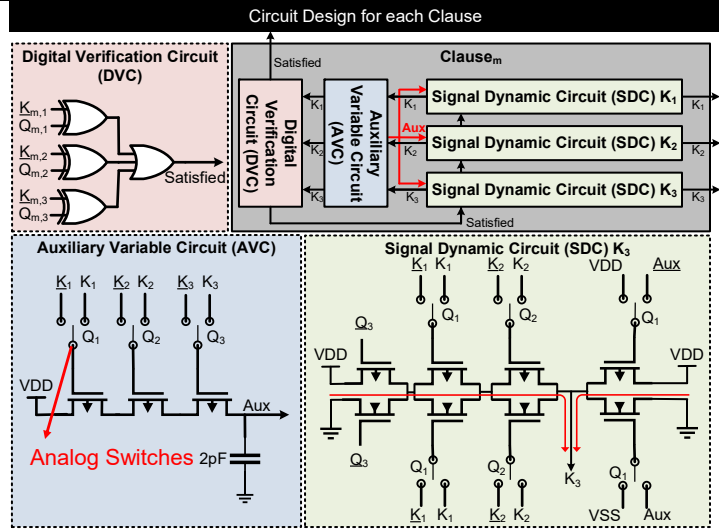 Circuit Design for each Clause
Digital Verification Circuit
(DVC)
K̲m,1
Qm,1
K̲m,2
Qm,2
K̲m,3
Qm,3
Satisfied
Clausem
Satisfied
Digital
Verification
Circuit (DVC)
K1
K2
K3
Auxiliary
Variable Circuit
(AVC)
K1
Aux
K2
K3
Signal Dynamic Circuit (SDC) K1
K1
Signal Dynamic Circuit (SDC) K2
K2
Signal Dynamic Circuit (SDC) K3
K3
Satisfied
Auxiliary Variable Circuit (AVC)
K̲1 K1 K̲2 K2 K̲3 K3
Q1 Q2 Q3
VDD
Aux
Analog Switches
2pF
Signal Dynamic Circuit (SDC) K3
K̲1 K1 K̲2 K2 VDD A̲u̲x̲
Q̲3 Q1 Q2 Q1
VDD VDD
Q̲3 Q1 Q2 K3 Q1
K̲1 K1 K̲2 K2 VSS Aux